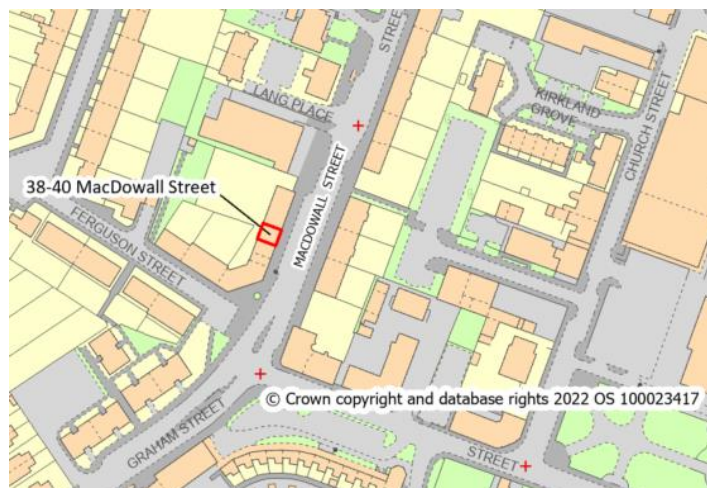 STREET
LANG PLACE
KIRKLAND
GROVE
CHURCH STREET
38-40 MacDowall Street
MACDOWALL STREET
FERGUSON STREET
© Crown copyright and database rights 2022 OS 100023417
GRAHAM STREET
STREET